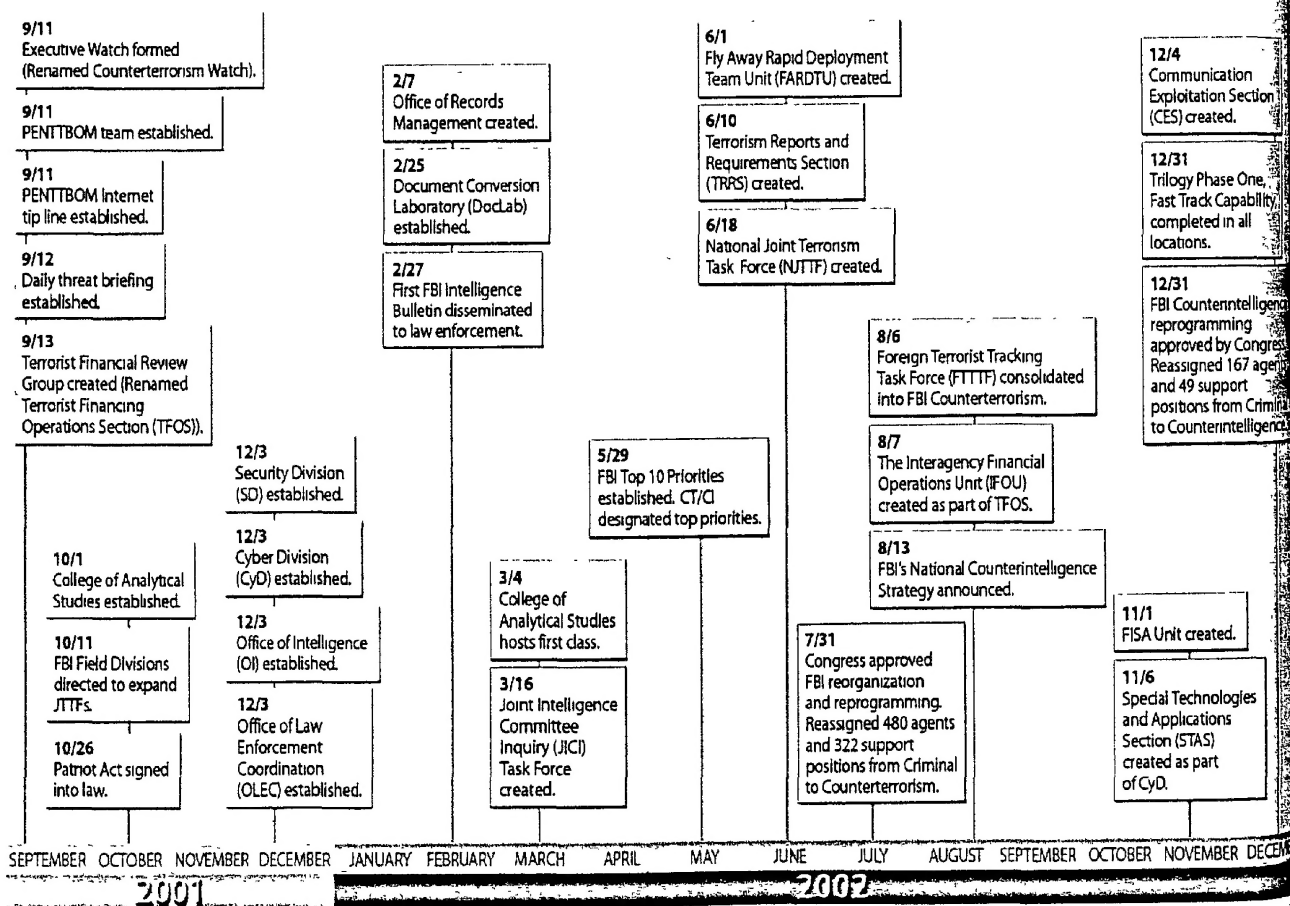 9/11
Executive Watch formed
(Renamed Counterterrorism Watch).
9/11
PENTTBOM team established.
9/11
PENTTBOM Internet
tip line established.
9/12
Daily threat briefing
established.
9/13
Terrorist Financial Review
Group created (Renamed
Terrorist Financing
Operations Section (TFOS)).
10/1
College of Analytical
Studies established.
10/11
FBI Field Divisions
directed to expand
JTTFs.
10/26
Patriot Act signed
into law.
12/3
Security Division
(SD) established.
12/3
Cyber Division
(CyD) established.
12/3
Office of Intelligence
(OI) established.
12/3
Office of Law
Enforcement
Coordination
(OLEC) established.
2/7
Office of Records
Management created.
2/25
Document Conversion
Laboratory (DocLab)
established.
2/27
First FBI Intelligence
Bulletin disseminated
to law enforcement.
3/4
College of
Analytical Studies
hosts first class.
3/16
Joint Intelligence
Committee
Inquiry (JICI)
Task Force
created.
5/29
FBI Top 10 Priorities
established. CT/CI
designated top priorities.
6/1
Fly Away Rapid Deployment
Team Unit (FARDTU) created.
6/10
Terrorism Reports and
Requirements Section
(TRRS) created.
6/18
National Joint Terrorism
Task Force (NJTTF) created.
7/31
Congress approved
FBI reorganization
and reprogramming.
Reassigned 480 agents
and 322 support
positions from Criminal
to Counterterrorism.
8/6
Foreign Terrorist Tracking
Task Force (FTTTF) consolidated
into FBI Counterterrorism.
8/7
The Interagency Financial
Operations Unit (IFOU)
created as part of TFOS.
8/13
FBI's National Counterintelligence
Strategy announced.
11/1
FISA Unit created.
11/6
Special Technologies
and Applications
Section (STAS)
created as part
of CyD.
12/4
Communication
Exploitation Section
(CES) created.
12/31
Trilogy Phase One,
Fast Track Capability
completed in all
locations.
12/31
FBI Counterintelligenc
reprogramming
approved by Congres
Reassigned 167 agen
and 49 support
positions from Crimina
to Counterintelligenc
SEPTEMBER OCTOBER NOVEMBER DECEMBER JANUARY FEBRUARY MARCH APRIL MAY JUNE JULY AUGUST SEPTEMBER OCTOBER NOVEMBER DECEM
2001 2002